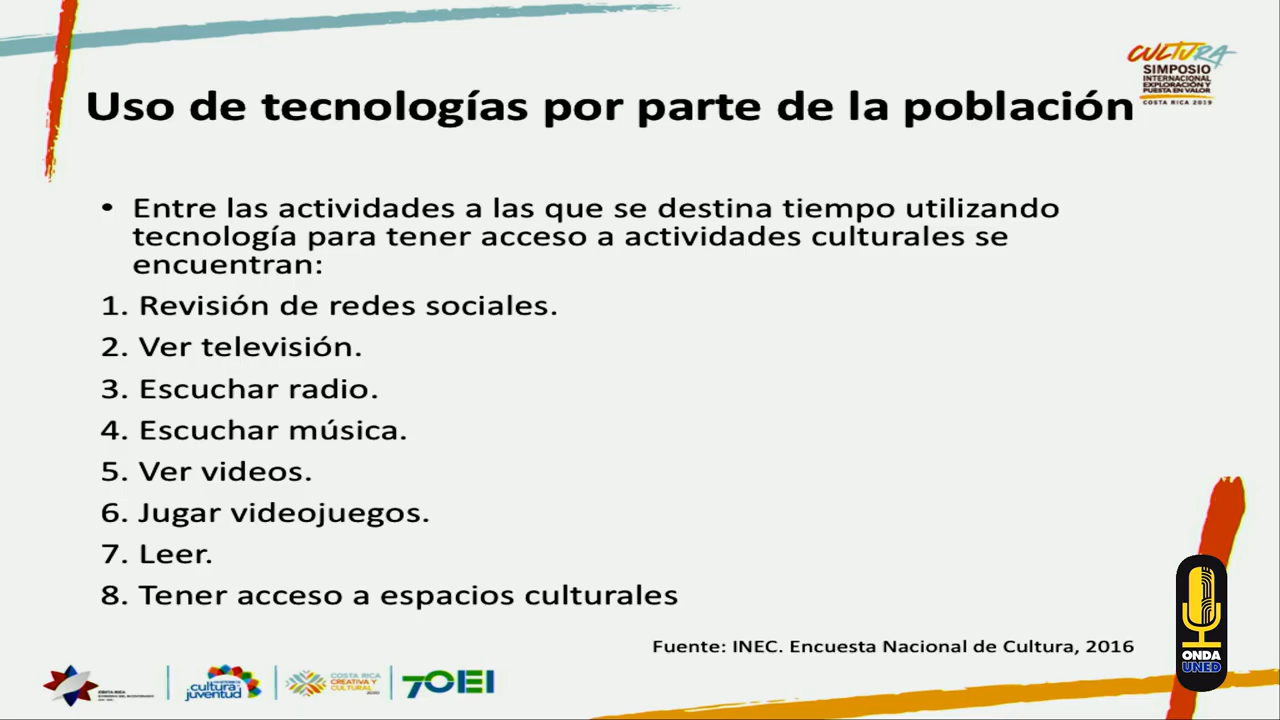 CULTURA
SIMPOSIO
INTERNACIONAL
EXPLORACIÓN Y
PUESTA EN VALOR
COSTA RICA 2019
Uso de tecnologías por parte de la población
• Entre las actividades a las que se destina tiempo utilizando
tecnología para tener acceso a actividades culturales se
encuentran:
1. Revisión de redes sociales.
2. Ver televisión.
3. Escuchar radio.
4. Escuchar música.
5. Ver videos.
6. Jugar videojuegos.
7. Leer.
8. Tener acceso a espacios culturales
Fuente: INEC. Encuesta Nacional de Cultura, 2016
ONDA
UNED
COSTA RICA
cultura
juventud
COSTA RICA
CREATIVA Y
CULTURAL
7OEI